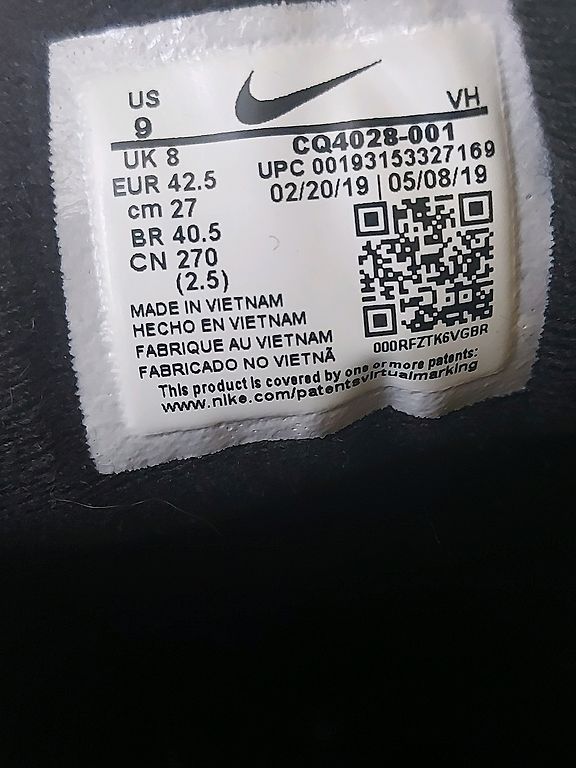 US
9
VH
UK 8
EUR 42.5
cm 27
BR 40.5
CN 270
(2.5)
CQ4028-001
UPC 00193153327169
02/20/19 | 05/08/19
000RFZTK6VGBR
MADE IN VIETNAM
HECHO EN VIETNAM
FABRIQUE AU VIETNAM
FABRICADO NO VIETNÃ
This product is covered by one or more patents:
www.nike.com/patentsvirtualmarking